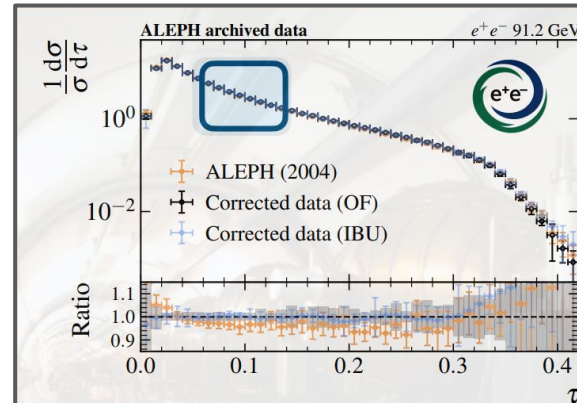 ALEPH archived data
e⁺e⁻ 91.2 GeV
1/σ dσ/dτ
10⁰
10⁻²
e⁺e⁻
ALEPH (2004)
Corrected data (OF)
Corrected data (IBU)
Ratio
1.1
1.0
0.9
0.0 0.1 0.2 0.3 0.4
τ